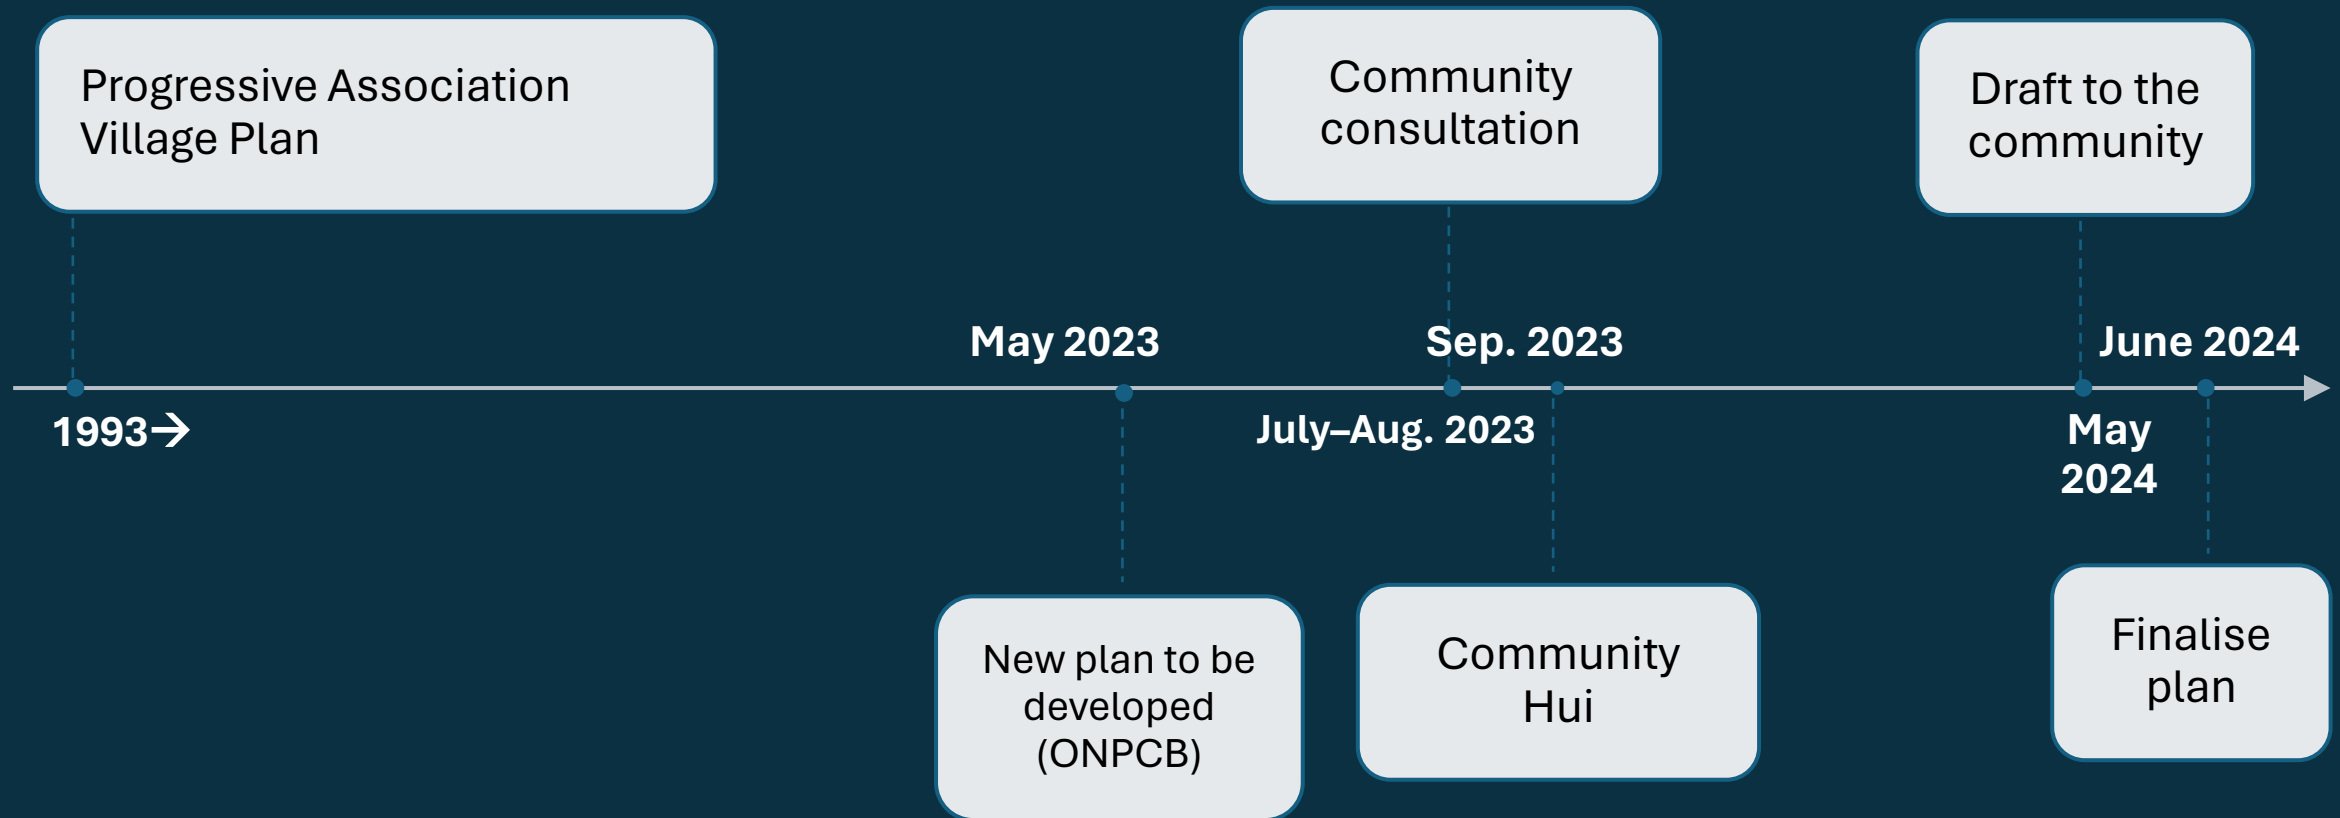 Progressive Association
Village Plan
Community
consultation
Draft to the
community
May 2023
Sep. 2023
June 2024
1993→
July–Aug. 2023
May
2024
New plan to be
developed
(ONPCB)
Community
Hui
Finalise
plan